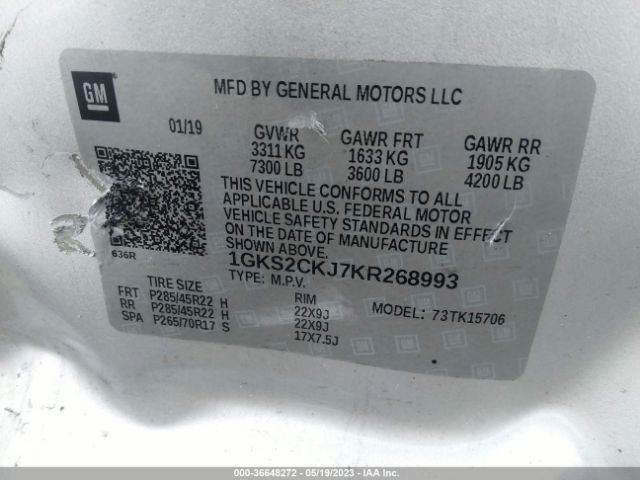 GM
MFD BY GENERAL MOTORS LLC
01/19 GVWR GAWR FRT GAWR RR
3311 KG 1633 KG 1905 KG
7300 LB 3600 LB 4200 LB
THIS VEHICLE CONFORMS TO ALL
APPLICABLE U.S. FEDERAL MOTOR
VEHICLE SAFETY STANDARDS IN EFFECT
ON THE DATE OF MANUFACTURE
SHOWN ABOVE.
636R
1GKS2CKJ7KR268993
TYPE: M.P.V.
TIRE SIZE RIM
FRT P285/45R22 H 22X9J
RR P285/45R22 H 22X9J
SPA P265/70R17 S 17X7.5J
MODEL: 73TK15706
000-36648272 - 05/19/2023 - IAA Inc.